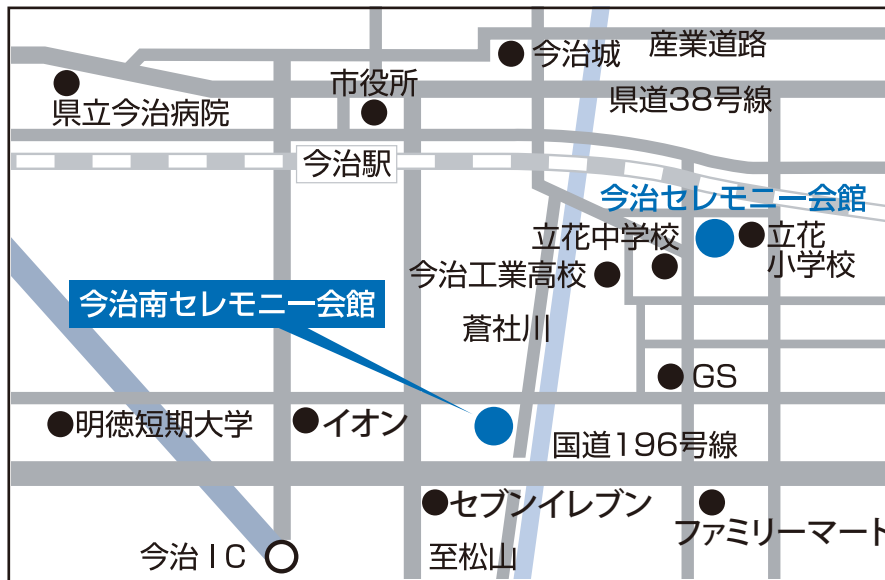 今治城
産業道路
市役所
県道38号線
県立今治病院
今治駅
今治セレモニー会館
立花中学校
立花
小学校
今治工業高校
今治南セレモニー会館
蒼社川
GS
明徳短期大学
イオン
国道196号線
セブンイレブン
ファミリーマート
今治IC
至松山